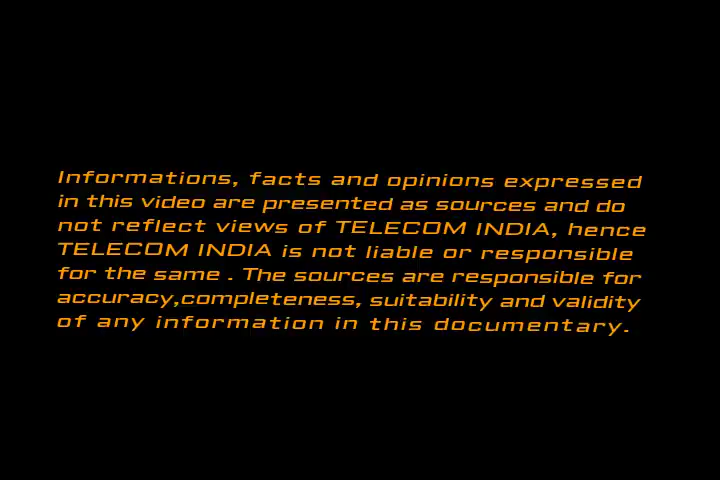 Informations, facts and opinions expressed
in this video are presented as sources and do
not reflect views of TELECOM INDIA, hence
TELECOM INDIA is not liable or responsible
for the same . The sources are responsible for
accuracy,completeness, suitability and validity
of any information in this documentary.